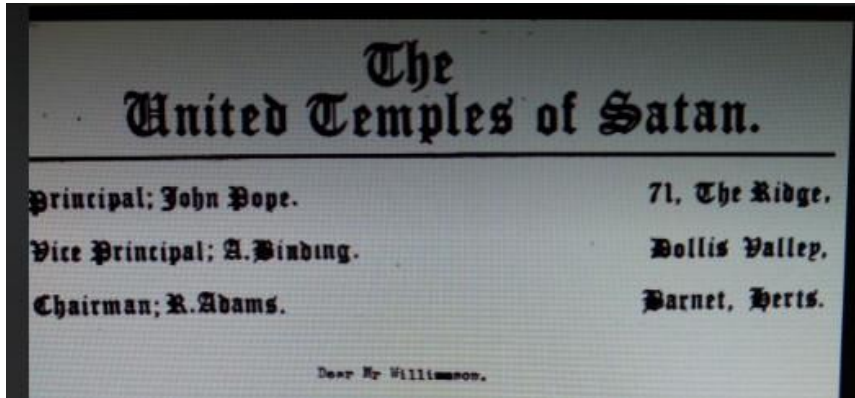 The
United Temples of Satan.
Principal; John Pope.
71, The Ridge,
Vice Principal; A.Binding.
Dollis Valley,
Chairman; R.Adams.
Barnet, Herts.
Dear Mr Williamson,